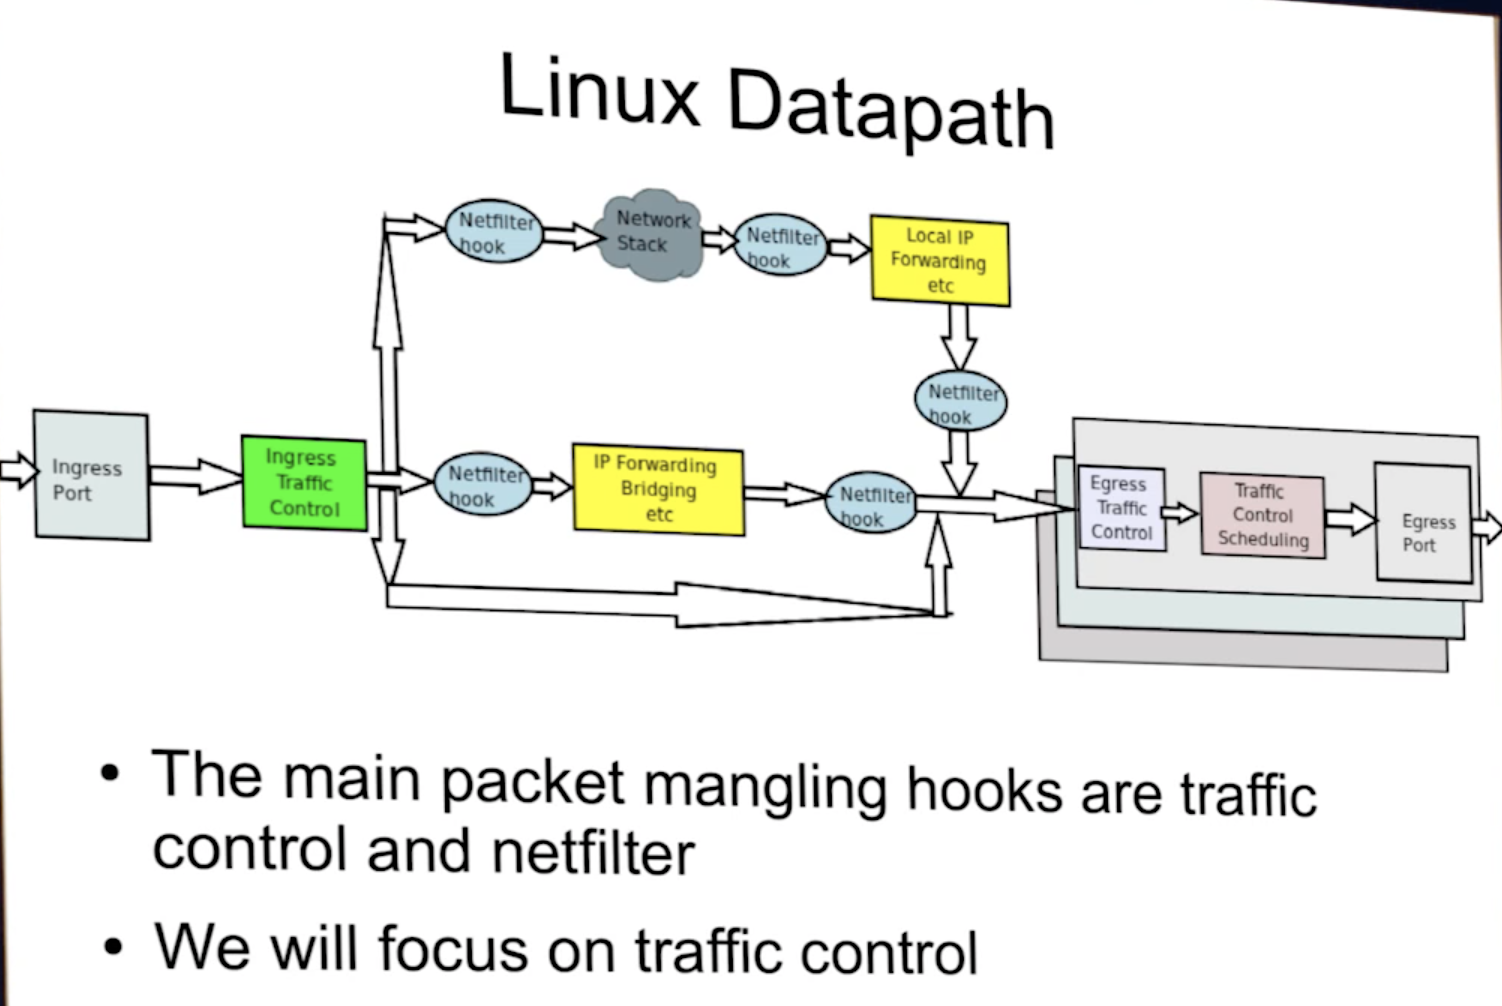 Linux Datapath
Netfilter
hook
Network
Stack
Netfilter
hook
Local IP
Forwarding
etc
Netfilter
hook
Ingress
Port
Ingress
Traffic
Control
Netfilter
hook
IP Forwarding
Bridging
etc
Netfilter
hook
Egress
Traffic
Control
Traffic
Control
Scheduling
Egress
Port
• The main packet mangling hooks are traffic
control and netfilter
• We will focus on traffic control